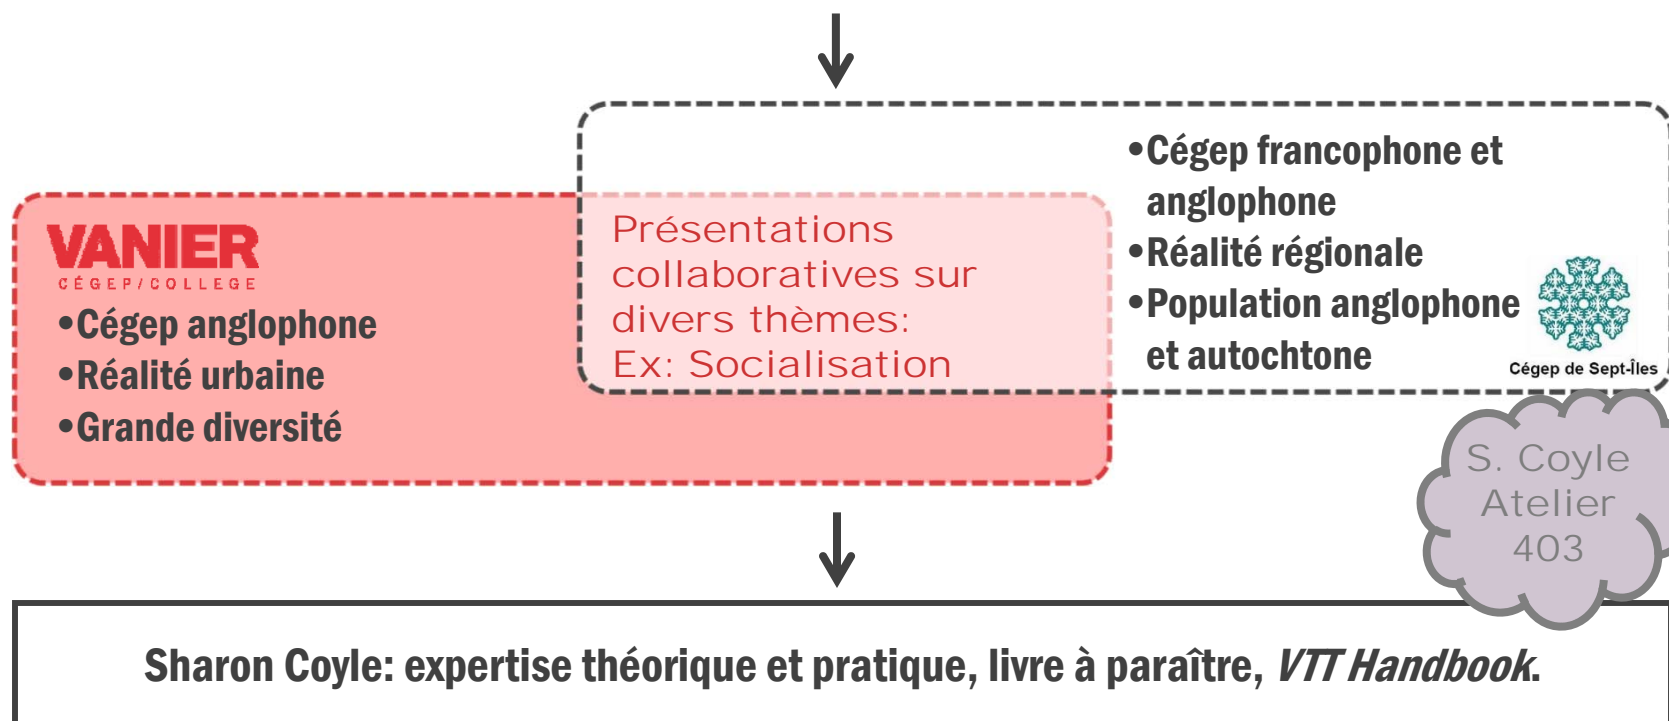 VANIER
CÉGEP/COLLEGE
•Cégep anglophone
•Réalité urbaine
•Grande diversité
Présentations
collaboratives sur
divers thèmes:
Ex: Socialisation
•Cégep francophone et
anglophone
•Réalité régionale
•Population anglophone
et autochtone
Cégep de Sept-Îles
S. Coyle
Atelier
403
Sharon Coyle: expertise théorique et pratique, livre à paraître, VTT Handbook.